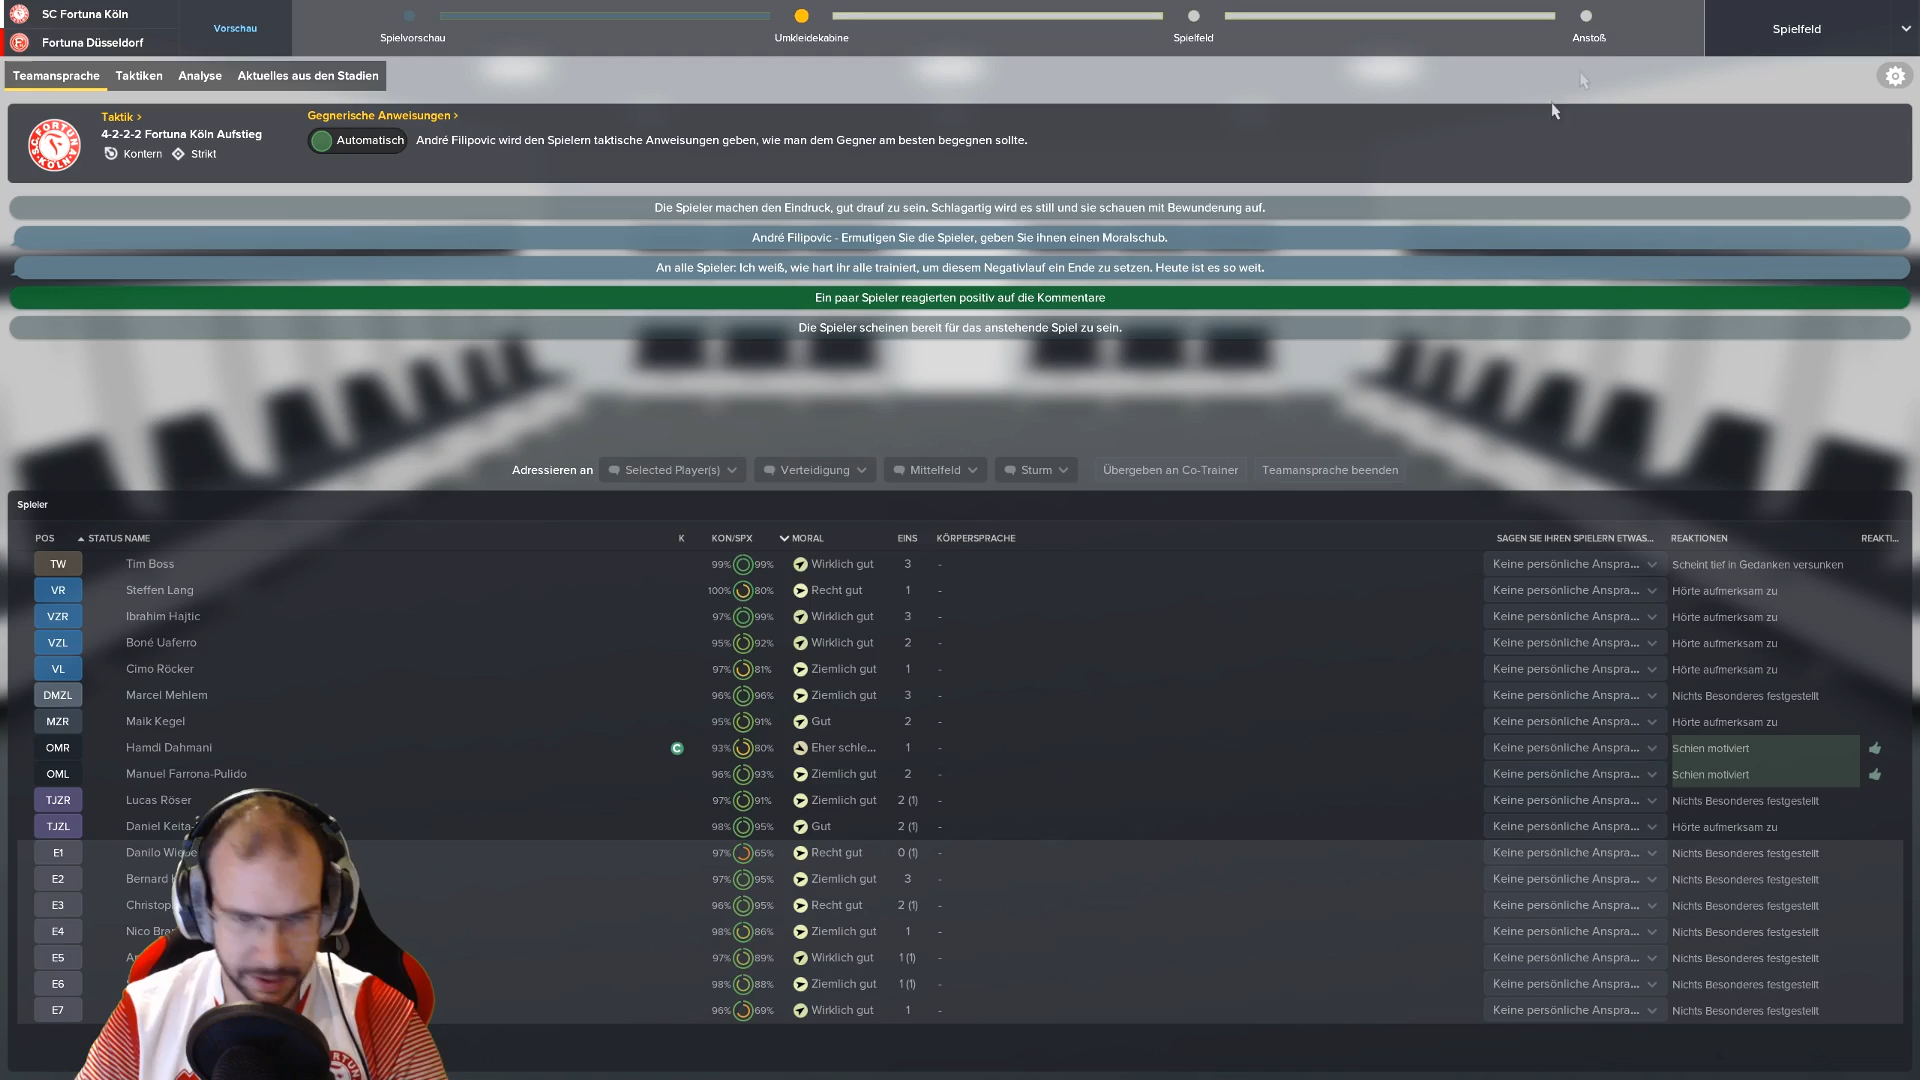 SC Fortuna Köln
Fortuna Düsseldorf
Vorschau
Spielvorschau
Umkleidekabine
Spielfeld
Anstoß
Spielfeld
Teamansprache Taktiken Analyse Aktuelles aus den Stadien
Taktik >
4-2-2-2 Fortuna Köln Aufstieg
Kontern Strikt
Gegnerische Anweisungen >
Automatisch André Filipovic wird den Spielern taktische Anweisungen geben, wie man dem Gegner am besten begegnen sollte.
Die Spieler machen den Eindruck, gut drauf zu sein. Schlagartig wird es still und sie schauen mit Bewunderung auf.
André Filipovic - Ermutigen Sie die Spieler, geben Sie ihnen einen Moralschub.
An alle Spieler: Ich weiß, wie hart ihr alle trainiert, um diesem Negativlauf ein Ende zu setzen. Heute ist es so weit.
Ein paar Spieler reagierten positiv auf die Kommentare
Die Spieler scheinen bereit für das anstehende Spiel zu sein.
Adressieren an Selected Player(s) Verteidigung Mittelfeld Sturm Übergeben an Co-Trainer Teamansprache beenden
Spieler
POS STATUS NAME K KON/SPX MORAL EINS KÖRPERSPRACHE SAGEN SIE IHREN SPIELERN ETWAS... REAKTIONEN REAKTI...
TW Tim Boss 99% 99% Wirklich gut 3 - Keine persönliche Anspra... Scheint tief in Gedanken versunken
VR Steffen Lang 100% 80% Recht gut 1 - Keine persönliche Anspra... Hörte aufmerksam zu
VZR Ibrahim Hajtic 97% 99% Wirklich gut 3 - Keine persönliche Anspra... Hörte aufmerksam zu
VZL Boné Uaferro 95% 92% Wirklich gut 2 - Keine persönliche Anspra... Hörte aufmerksam zu
VL Cimo Röcker 97% 81% Ziemlich gut 1 - Keine persönliche Anspra... Hörte aufmerksam zu
DMZL Marcel Mehlem 96% 96% Ziemlich gut 3 - Keine persönliche Anspra... Nichts Besonderes festgestellt
MZR Maik Kegel 95% 91% Gut 2 - Keine persönliche Anspra... Hörte aufmerksam zu
OMR Hamdi Dahmani C 93% 80% Eher schle... 1 - Keine persönliche Anspra... Schien motiviert
OML Manuel Farrona-Pulido 96% 93% Ziemlich gut 2 - Keine persönliche Anspra... Schien motiviert
TJZR Lucas Röser 97% 91% Ziemlich gut 2 (1) - Keine persönliche Anspra... Nichts Besonderes festgestellt
TJZL Daniel Keita- 98% 95% Gut 2 (1) - Keine persönliche Anspra... Hörte aufmerksam zu
E1 Danilo Wiebe 97% 65% Recht gut 0 (1) - Keine persönliche Anspra... Nichts Besonderes festgestellt
E2 Bernard 97% 95% Ziemlich gut 3 - Keine persönliche Anspra... Nichts Besonderes festgestellt
E3 Christop 96% 95% Recht gut 2 (1) - Keine persönliche Anspra... Nichts Besonderes festgestellt
E4 Nico 98% 86% Ziemlich gut 1 - Keine persönliche Anspra... Nichts Besonderes festgestellt
E5 97% 89% Wirklich gut 1 (1) - Keine persönliche Anspra... Nichts Besonderes festgestellt
E6 98% 88% Ziemlich gut 1 (1) - Keine persönliche Anspra... Nichts Besonderes festgestellt
E7 96% 69% Wirklich gut 1 - Keine persönliche Anspra... Nichts Besonderes festgestellt